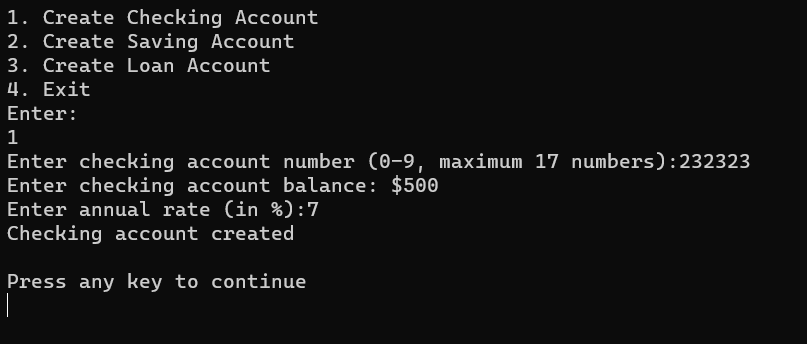 1. Create Checking Account
2. Create Saving Account
3. Create Loan Account
4. Exit
Enter:
1
Enter checking account number (0-9, maximum 17 numbers):232323
Enter checking account balance: $500
Enter annual rate (in %):7
Checking account created
Press any key to continue